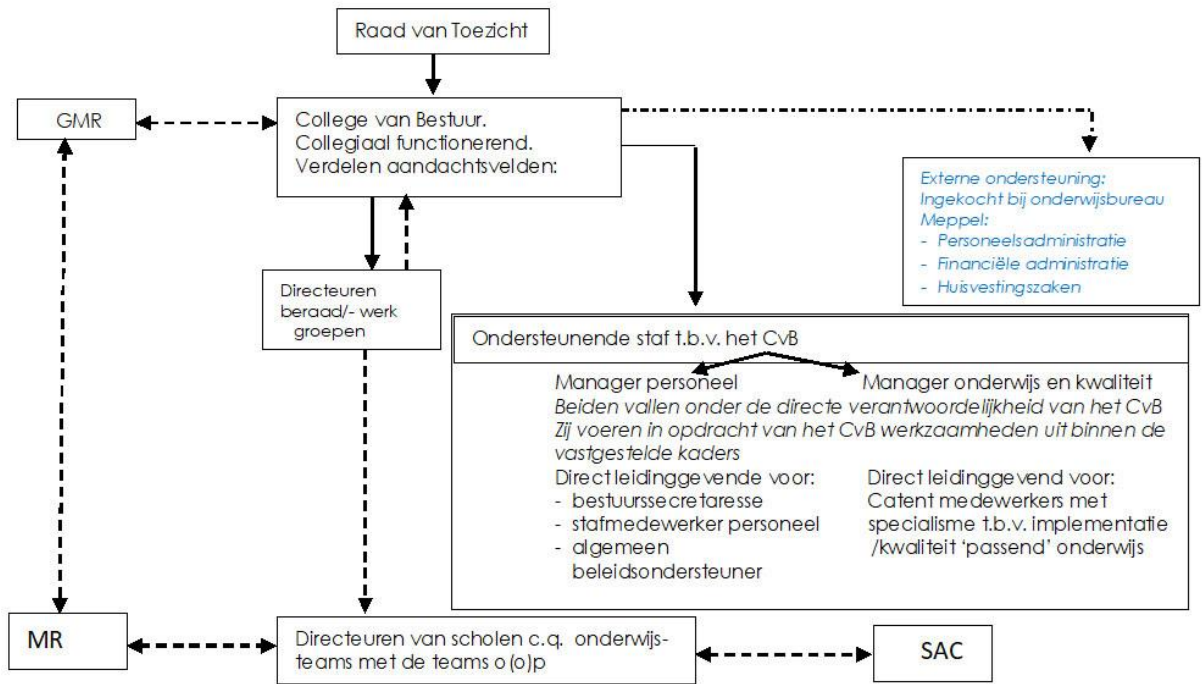 Raad van Toezicht
GMR
College van Bestuur.
Collegiaal functionerend.
Verdelen aandachtsvelden:
Externe ondersteuning:
Ingekocht bij onderwijsbureau
Meppel:
- Personeelsadministratie
- Financiële administratie
- Huisvestingszaken
Directeuren
beraad/- werk
groepen
Ondersteunende staf t.b.v. het CvB
Manager personeel
Manager onderwijs en kwaliteit
Beiden vallen onder de directe verantwoordelijkheid van het CvB
Zij voeren in opdracht van het CvB werkzaamheden uit binnen de
vastgestelde kaders
Direct leidinggevende voor:
- bestuurssecretaresse
- stafmedewerker personeel
- algemeen
beleidsondersteuner
Direct leidinggevend voor:
Catent medewerkers met
specialisme t.b.v. implementatie
/kwaliteit ‘passend’ onderwijs
MR
Directeuren van scholen c.q. onderwijs-
teams met de teams o(o)p
SAC